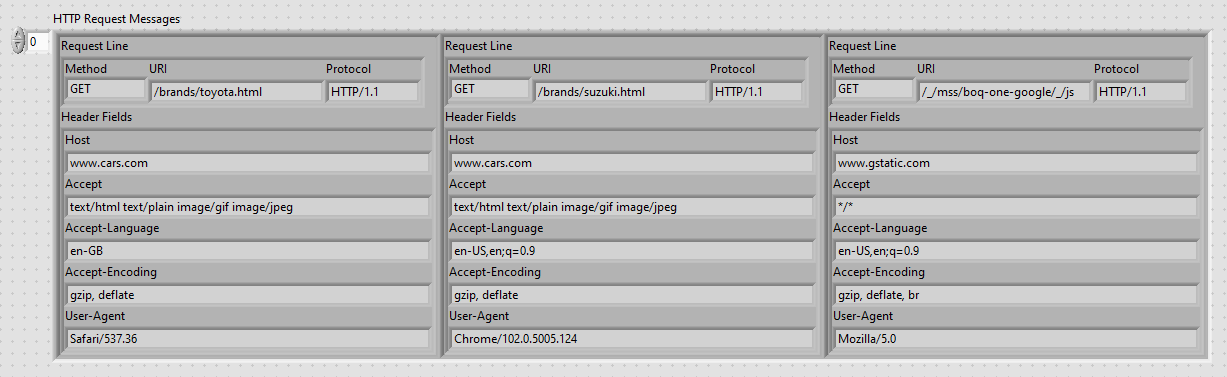 HTTP Request Messages
0
Request Line
Method URI Protocol
GET /brands/toyota.html HTTP/1.1
Header Fields
Host
www.cars.com
Accept
text/html text/plain image/gif image/jpeg
Accept-Language
en-GB
Accept-Encoding
gzip, deflate
User-Agent
Safari/537.36
Request Line
Method URI Protocol
GET /brands/suzuki.html HTTP/1.1
Header Fields
Host
www.cars.com
Accept
text/html text/plain image/gif image/jpeg
Accept-Language
en-US,en;q=0.9
Accept-Encoding
gzip, deflate
User-Agent
Chrome/102.0.5005.124
Request Line
Method URI Protocol
GET /_/mss/boq-one-google/_/js HTTP/1.1
Header Fields
Host
www.gstatic.com
Accept
*/*
Accept-Language
en-US,en;q=0.9
Accept-Encoding
gzip, deflate, br
User-Agent
Mozilla/5.0